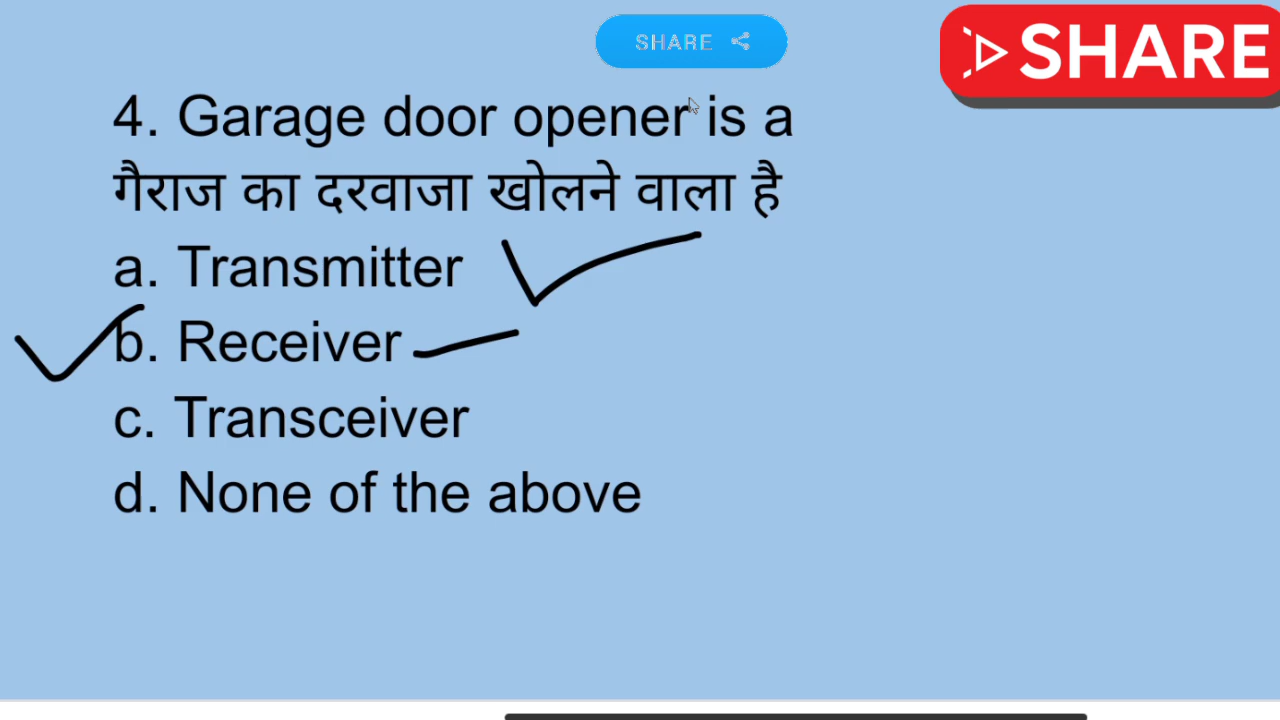 SHARE
SHARE
4. Garage door opener is a
गैराज का दरवाजा खोलने वाला है
a. Transmitter
b. Receiver
c. Transceiver
d. None of the above